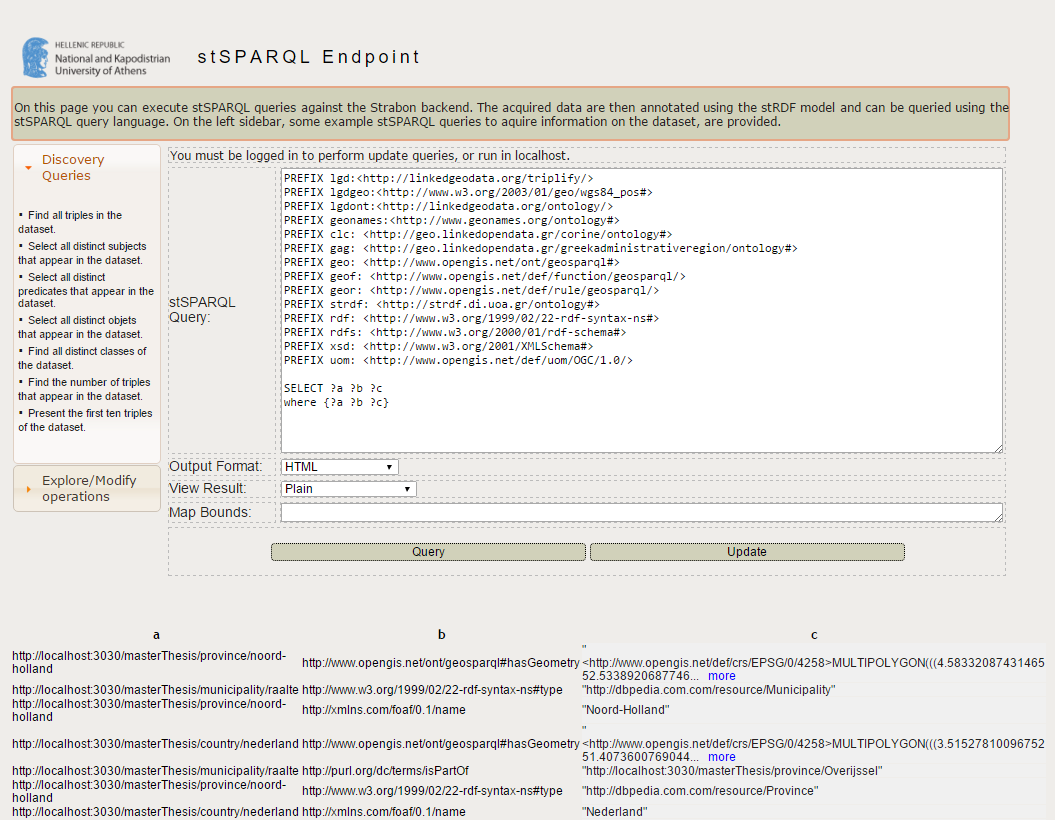 HELLENIC REPUBLIC
National and Kapodistrian
University of Athens
stSPARQL Endpoint
On this page you can execute stSPARQL queries against the Strabon backend. The acquired data are then annotated using the stRDF model and can be queried using the
stSPARQL query language. On the left sidebar, some example stSPARQL queries to aquire information on the dataset, are provided.
Discovery
Queries
▪ Find all triples in the
dataset.
▪ Select all distinct subjects
that appear in the dataset.
▪ Select all distinct
predicates that appear in the
dataset.
▪ Select all distinct objets
that appear in the dataset.
▪ Find all distinct classes of
the dataset.
▪ Find the number of triples
that appear in the dataset.
▪ Present the first ten triples
of the dataset.
Explore/Modify
operations
You must be logged in to perform update queries, or run in localhost.
stSPARQL
Query:
PREFIX lgd:<http://linkedgeodata.org/triplify/>
PREFIX lgdgeo:<http://www.w3.org/2003/01/geo/wgs84_pos#>
PREFIX lgdont:<http://linkedgeodata.org/ontology/>
PREFIX geonames:<http://www.geonames.org/ontology#>
PREFIX clc: <http://geo.linkedopendata.gr/corine/ontology#>
PREFIX gag: <http://geo.linkedopendata.gr/greekadministrativeregion/ontology#>
PREFIX geo: <http://www.opengis.net/ont/geosparql#>
PREFIX geof: <http://www.opengis.net/def/function/geosparql/>
PREFIX geor: <http://www.opengis.net/def/rule/geosparql/>
PREFIX strdf: <http://strdf.di.uoa.gr/ontology#>
PREFIX rdf: <http://www.w3.org/1999/02/22-rdf-syntax-ns#>
PREFIX rdfs: <http://www.w3.org/2000/01/rdf-schema#>
PREFIX xsd: <http://www.w3.org/2001/XMLSchema#>
PREFIX uom: <http://www.opengis.net/def/uom/OGC/1.0/>
SELECT ?a ?b ?c
where {?a ?b ?c}
Output Format: HTML
View Result: Plain
Map Bounds:
Query Update
a b c
http://localhost:3030/masterThesis/province/noord-
holland
http://www.opengis.net/ont/geosparql#hasGeometry
"
<http://www.opengis.net/def/crs/EPSG/0/4258>MULTIPOLYGON(((4.58332087431465
52.5338920687746... more
http://localhost:3030/masterThesis/municipality/raalte http://www.w3.org/1999/02/22-rdf-syntax-ns#type "http://dbpedia.com.com/resource/Municipality"
http://localhost:3030/masterThesis/province/noord-
holland
http://xmlns.com/foaf/0.1/name "Noord-Holland"
http://localhost:3030/masterThesis/country/nederland http://www.opengis.net/ont/geosparql#hasGeometry
"
<http://www.opengis.net/def/crs/EPSG/0/4258>MULTIPOLYGON(((3.51527810096752
51.4073600769044... more
http://localhost:3030/masterThesis/municipality/raalte http://purl.org/dc/terms/isPartOf "http://localhost:3030/masterThesis/province/Overijssel"
http://localhost:3030/masterThesis/province/noord-
holland
http://www.w3.org/1999/02/22-rdf-syntax-ns#type "http://dbpedia.com.com/resource/Province"
http://localhost:3030/masterThesis/country/nederland http://xmlns.com/foaf/0.1/name "Nederland"